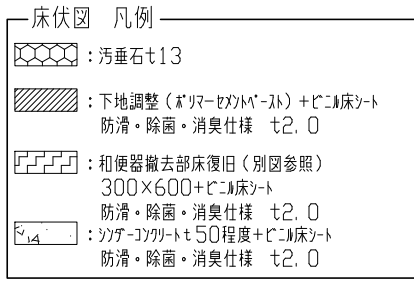 床伏図 凡例
:汚垂石t13
:下地調整(ポリマーセメントペースト)+ビニル床シート
防滑・除菌・消臭仕様 t2.0
:和便器撤去部床復旧(別図参照)
300×600+ビニル床シート
防滑・除菌・消臭仕様 t2.0
:シンダーコンクリートt50程度+ビニル床シート
防滑・除菌・消臭仕様 t2.0